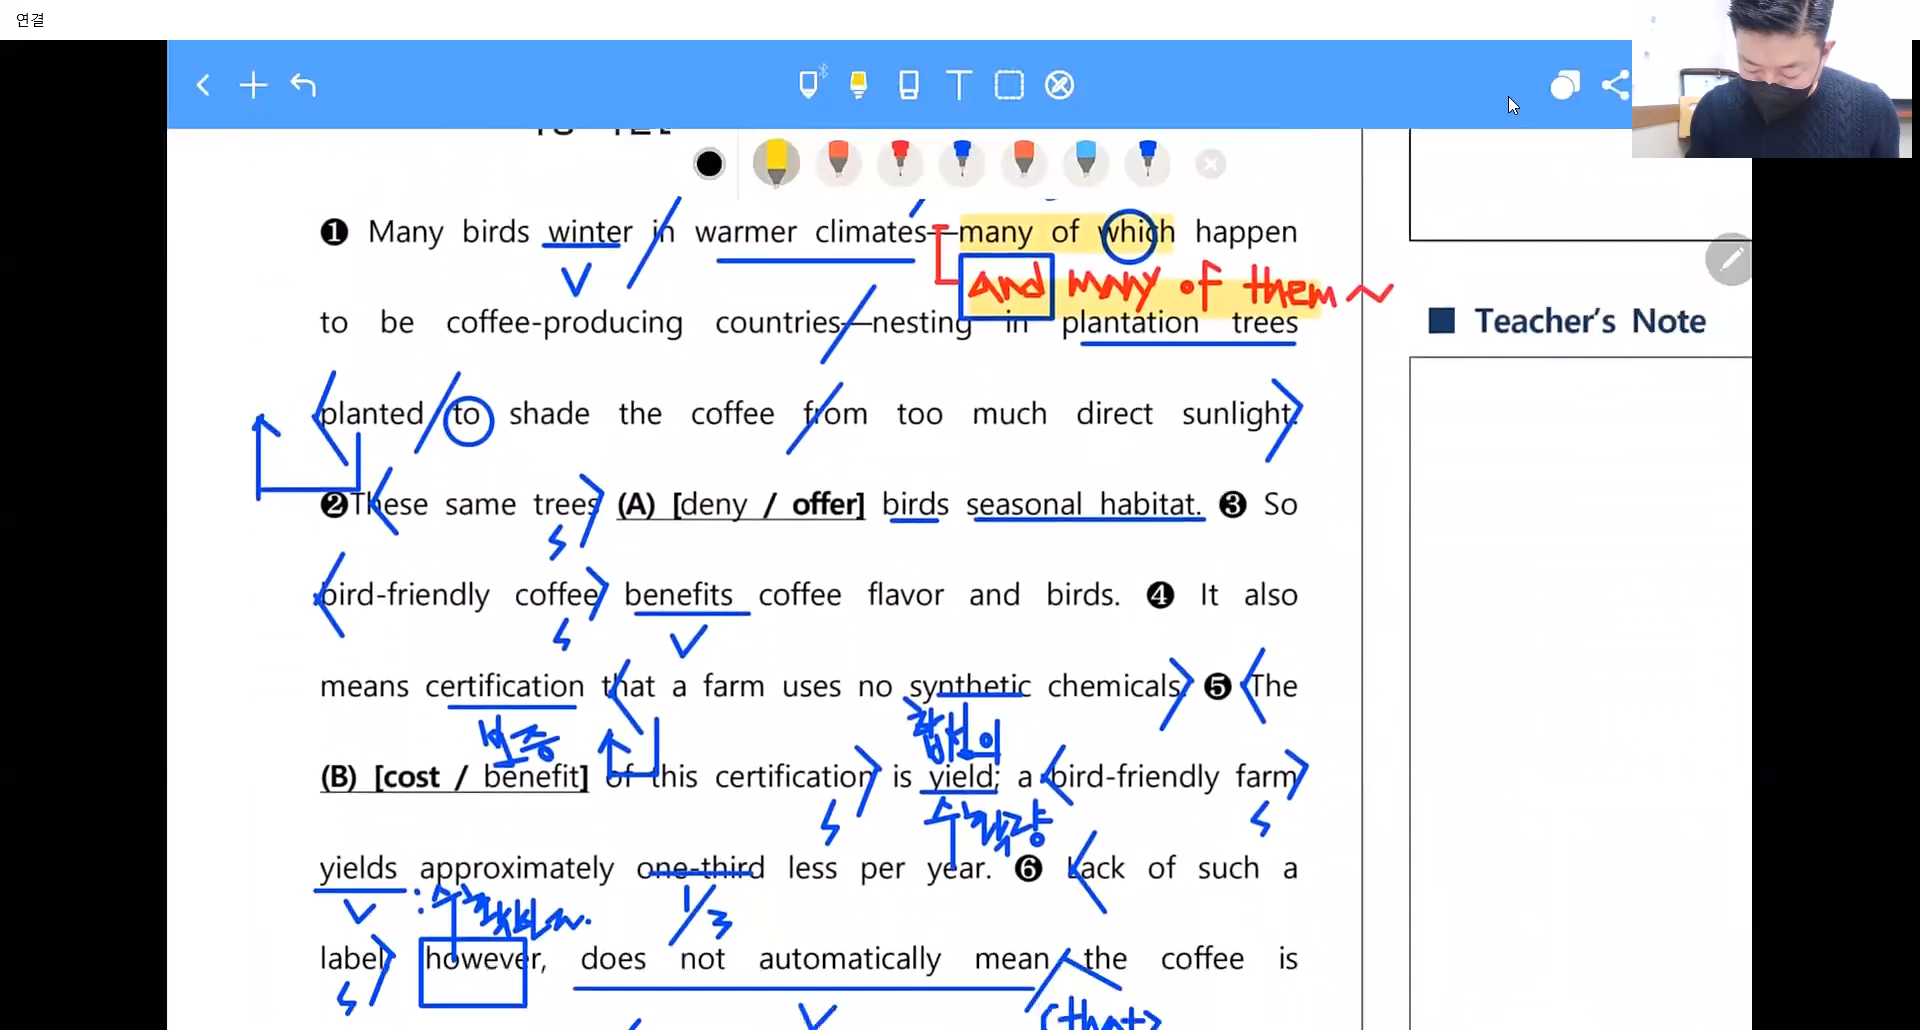 연결
❶ Many birds winter in warmer climates—many of which happen
And many of them ~
to be coffee-producing countries—nesting in plantation trees
■ Teacher's Note
planted to shade the coffee from too much direct sunlight.
❷These same trees (A) [deny / offer] birds seasonal habitat. ❸ So
S
bird-friendly coffee benefits coffee flavor and birds. ❹ It also
S V
means certification that a farm uses no synthetic chemicals. ❺ The
보증 합성의
(B) [cost / benefit] of this certification is yield; a bird-friendly farm
S 수확량 S
yields approximately one-third less per year. ❻ Lack of such a
V 1/3
label, however, does not automatically mean the coffee is
S V (that)